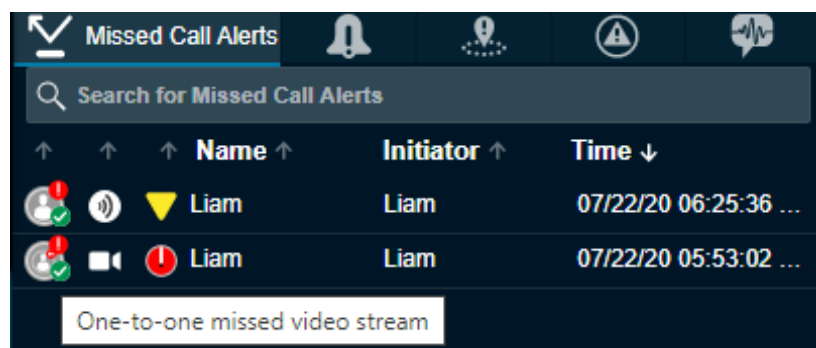 Missed Call Alerts
Search for Missed Call Alerts
Name Initiator Time
Liam Liam 07/22/20 06:25:36 ...
Liam Liam 07/22/20 05:53:02 ...
One-to-one missed video stream